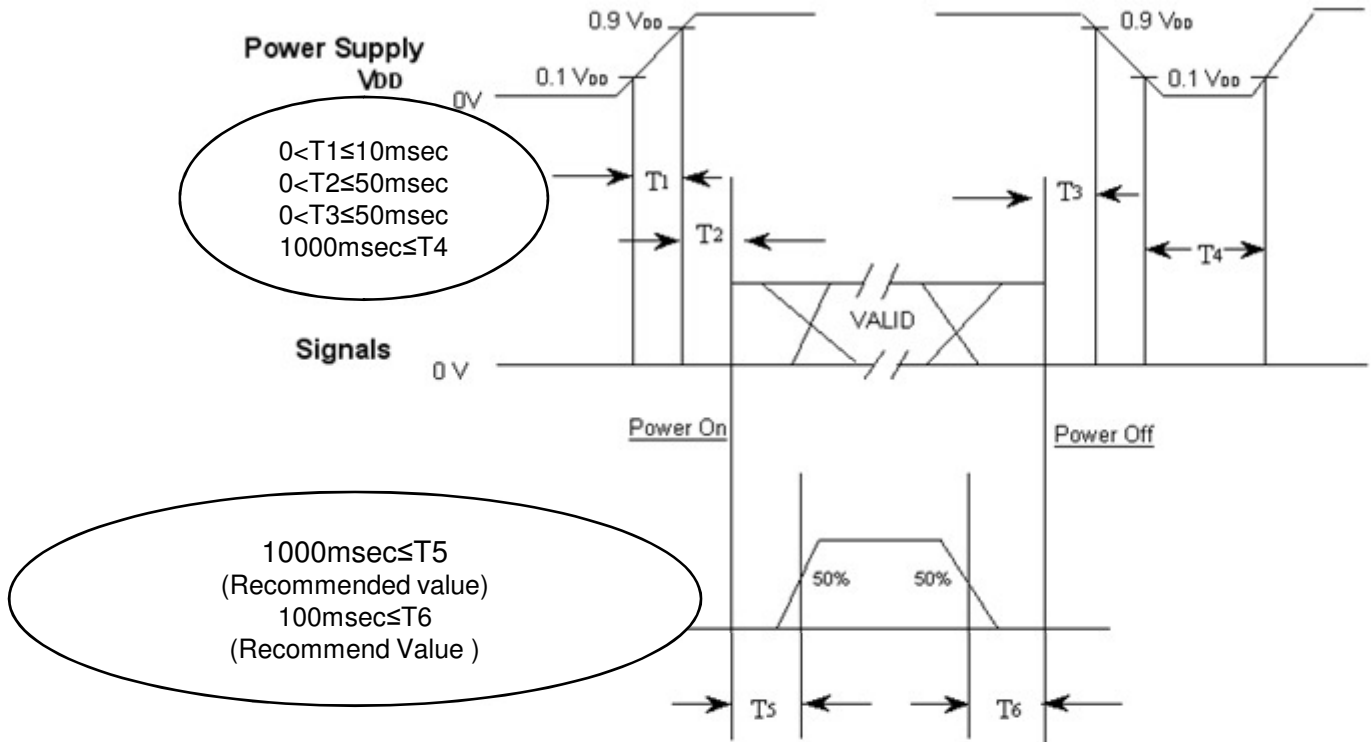 0.9 VDD
0.9 VDD
Power Supply
VDD
0.1 VDD
0.1 VDD
0V
0<T1≤10msec
0<T2≤50msec
0<T3≤50msec
1000msec≤T4
T1
T3
T2
T4
VALID
Signals
0 V
Power On
Power Off
1000msec≤T5
(Recommended value)
100msec≤T6
(Recommend Value )
50%
50%
T5
T6